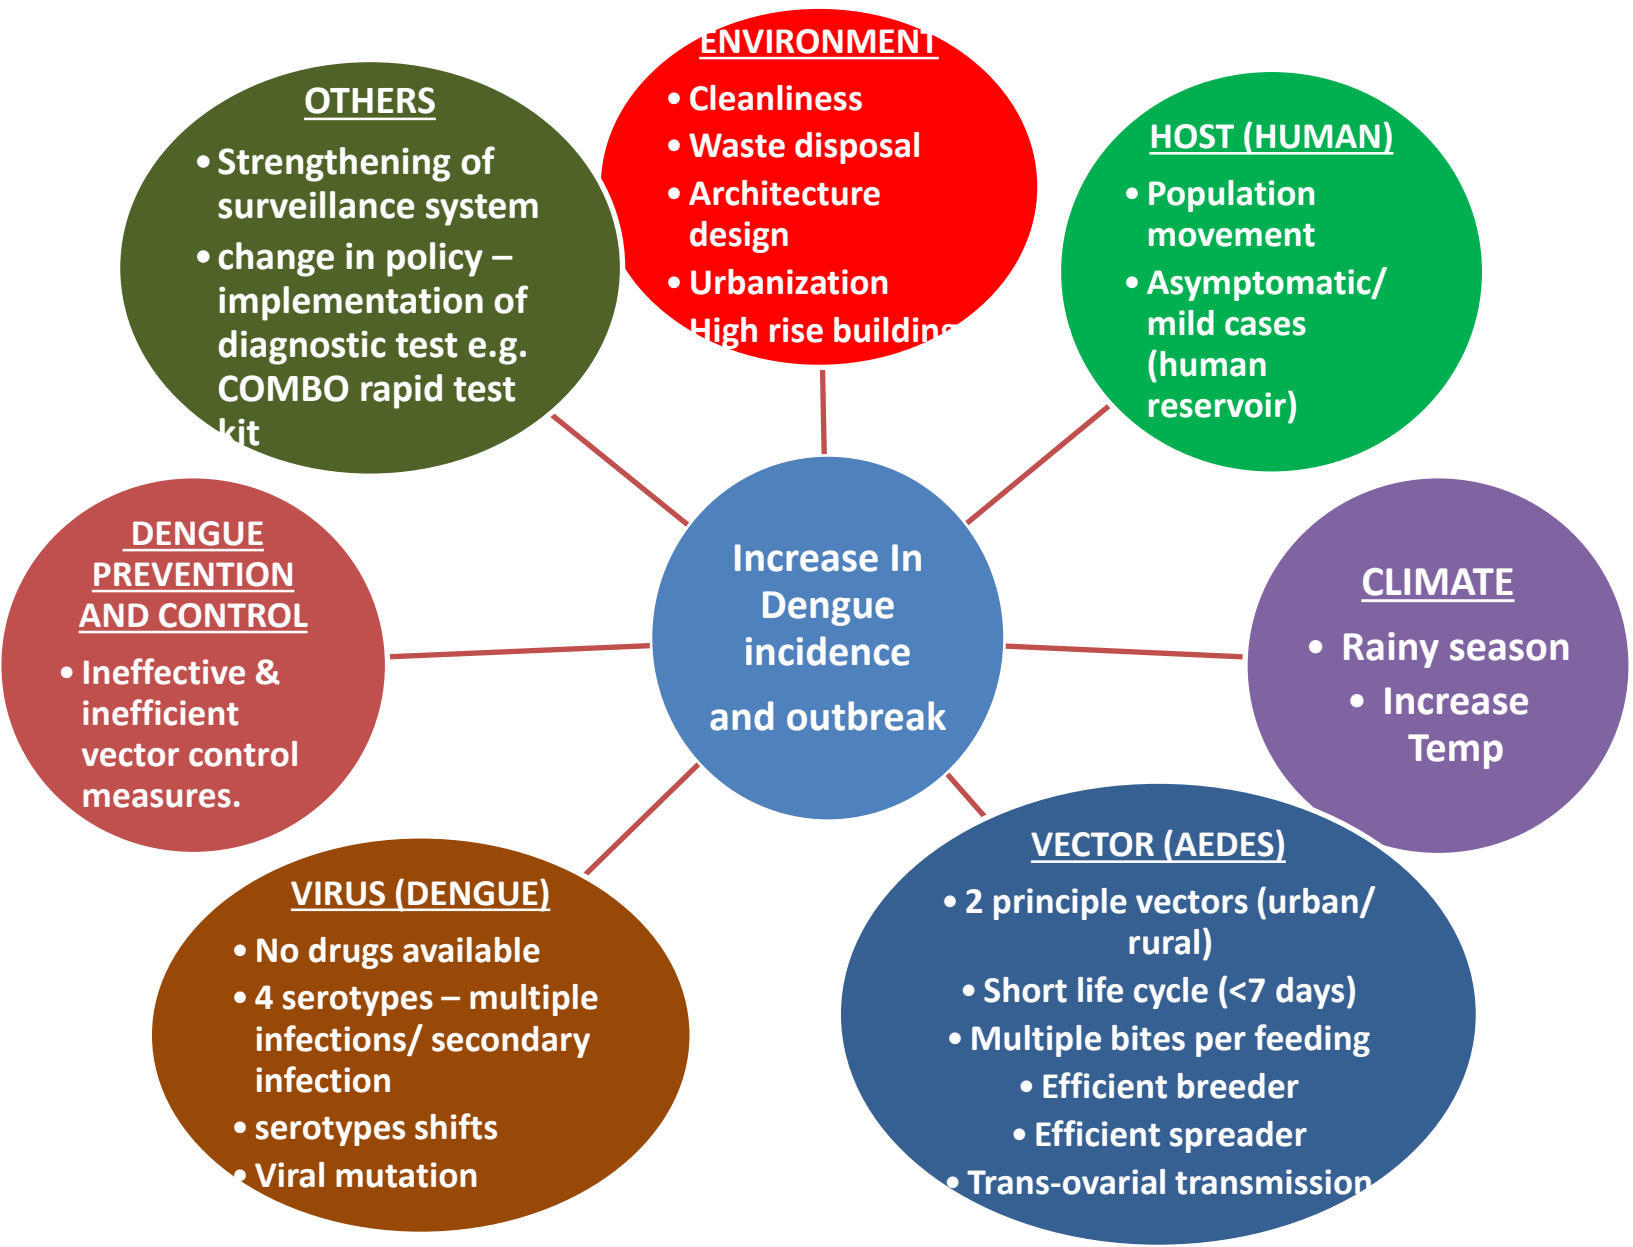 ENVIRONMENT
• Cleanliness
• Waste disposal
• Architecture
design
• Urbanization
• High rise building
OTHERS
• Strengthening of
surveillance system
• change in policy –
implementation of
diagnostic test e.g.
COMBO rapid test
kit
HOST (HUMAN)
• Population
movement
• Asymptomatic/
mild cases
(human
reservoir)
DENGUE
PREVENTION
AND CONTROL
• Ineffective &
inefficient
vector control
measures.
Increase In
Dengue
incidence
and outbreak
CLIMATE
• Rainy season
• Increase
Temp
VIRUS (DENGUE)
• No drugs available
• 4 serotypes – multiple
infections/ secondary
infection
• serotypes shifts
• Viral mutation
VECTOR (AEDES)
• 2 principle vectors (urban/
rural)
• Short life cycle (<7 days)
• Multiple bites per feeding
• Efficient breeder
• Efficient spreader
• Trans-ovarial transmission